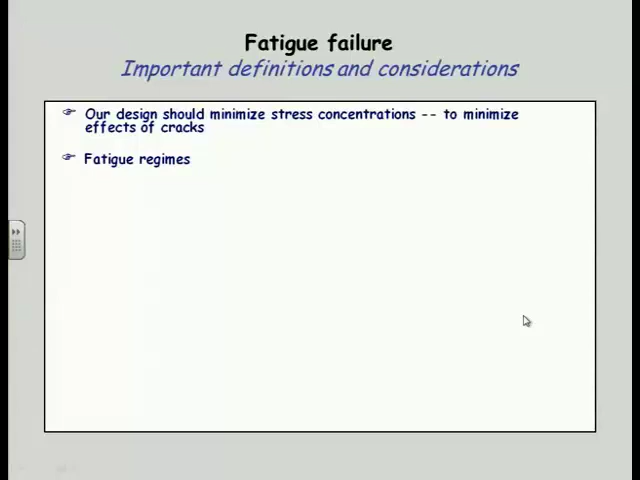 Fatigue failure
Important definitions and considerations
Our design should minimize stress concentrations -- to minimize
effects of cracks
Fatigue regimes